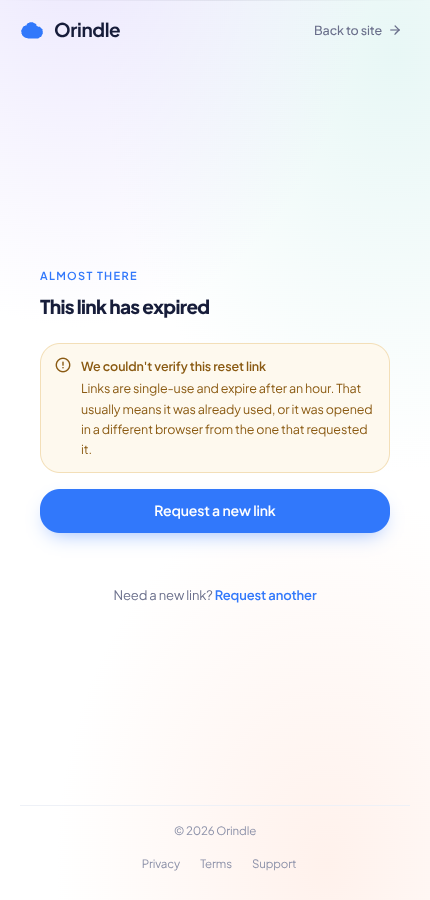 Orindle
Back to site
ALMOST THERE
This link has expired
We couldn't verify this reset link
Links are single-use and expire after an hour. That
usually means it was already used, or it was opened
in a different browser from the one that requested
it.
Request a new link
Need a new link? Request another
© 2026 Orindle
Privacy Terms Support